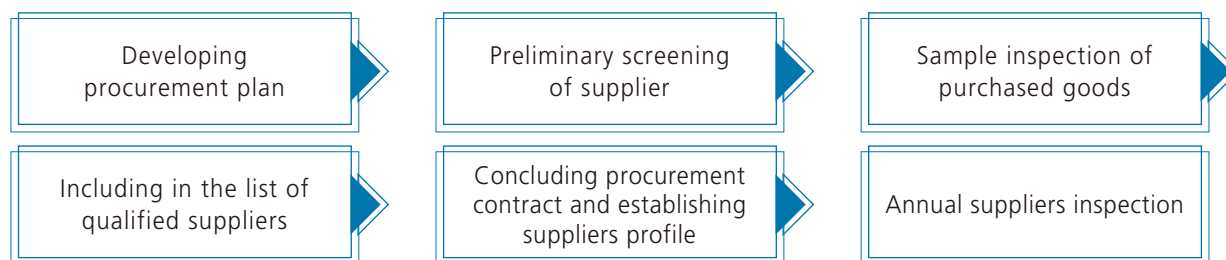 Developing
procurement plan
Preliminary screening
of supplier
Sample inspection of
purchased goods
Including in the list of
qualified suppliers
Concluding procurement
contract and establishing
suppliers profile
Annual suppliers inspection